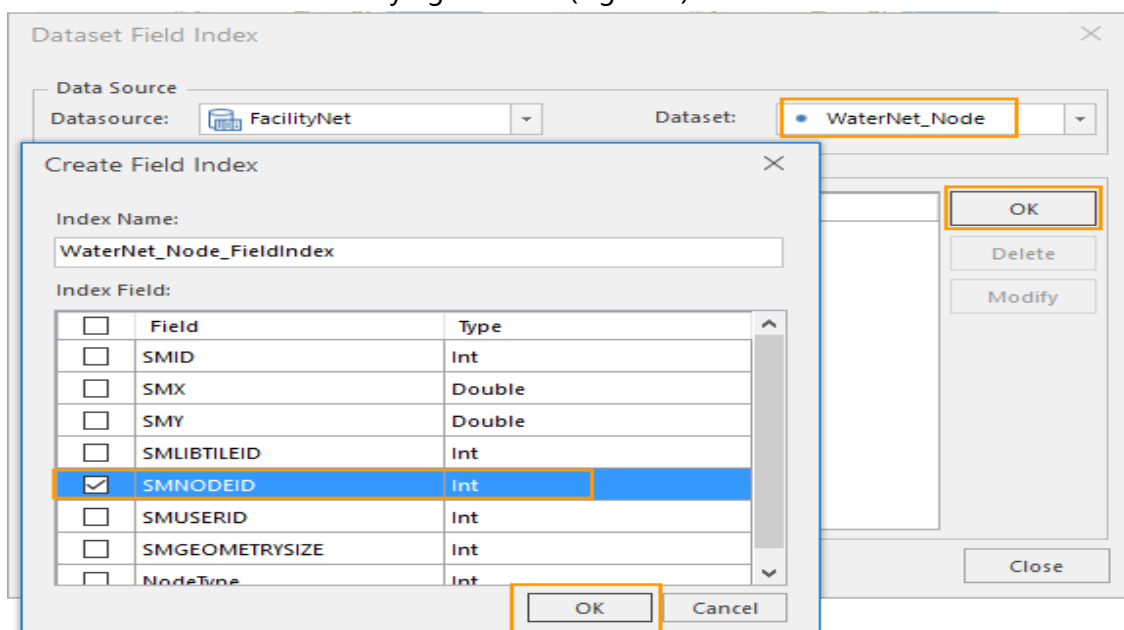 Dataset Field Index
Data Source
Datasource: FacilityNet Dataset: WaterNet_Node
Create Field Index
Index Name:
WaterNet_Node_FieldIndex
Index Field:
Field Type
SMID Int
SMX Double
SMY Double
SMLIBTILEID Int
SMNODEID Int
SMUSERID Int
SMGEOMETRYSIZE Int
NodeType Int
OK Cancel
OK
Delete
Modify
Close